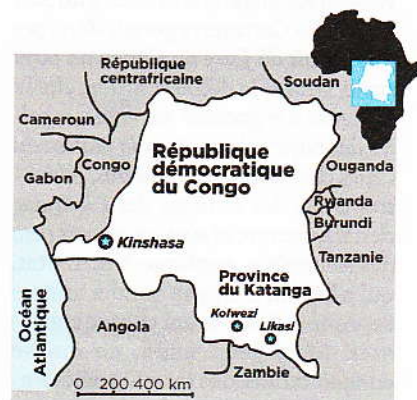 République
centrafricaine
Soudan
Cameroun
Congo
République
démocratique
du Congo
Ouganda
Gabon
Rwanda
Burundi
Kinshasa
Tanzanie
Province
du Katanga
Océan
Atlantique
Angola
Kolwezi
Likasi
Zambie
0 200 400 km